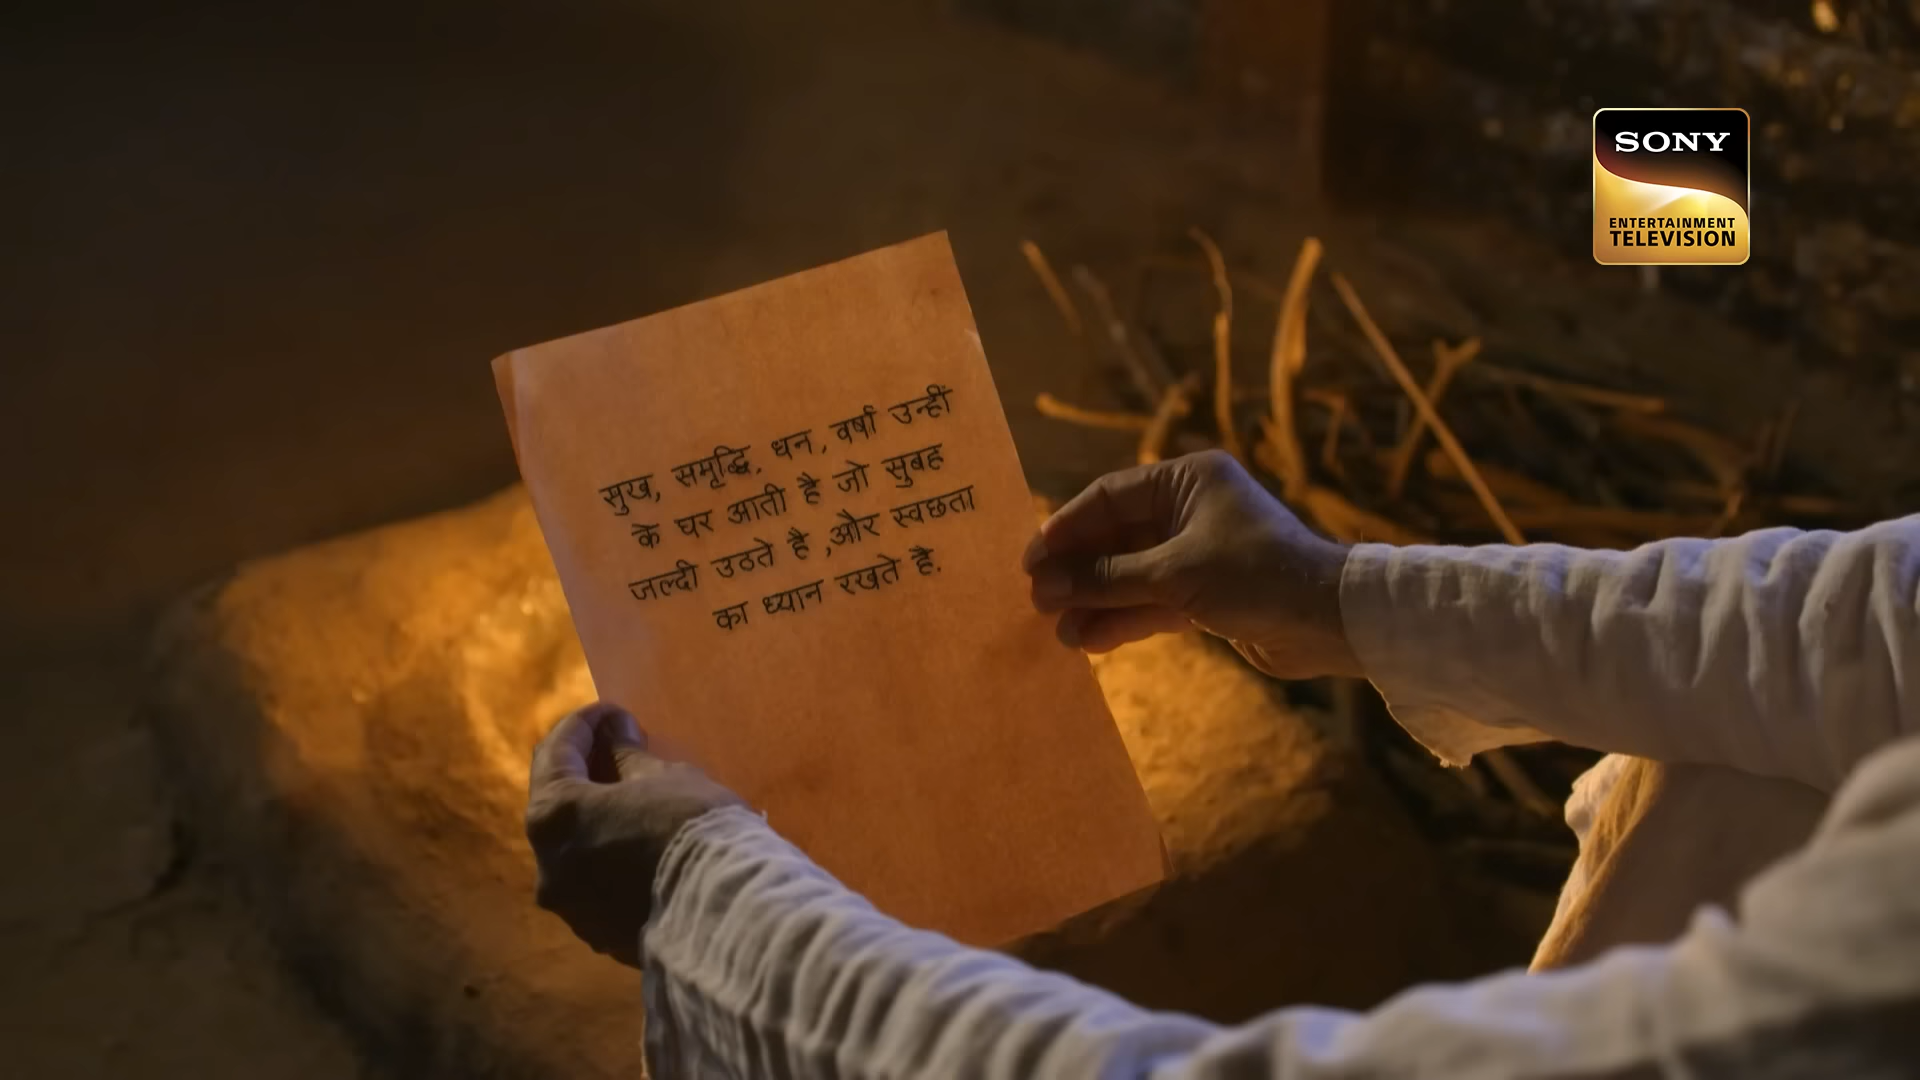 सुख, समृद्धि, धन, वर्षा उन्हीं
के घर आती है जो सुबह
जल्दी उठते है ,और स्वछता
का ध्यान रखते है.
SONY
ENTERTAINMENT
TELEVISION